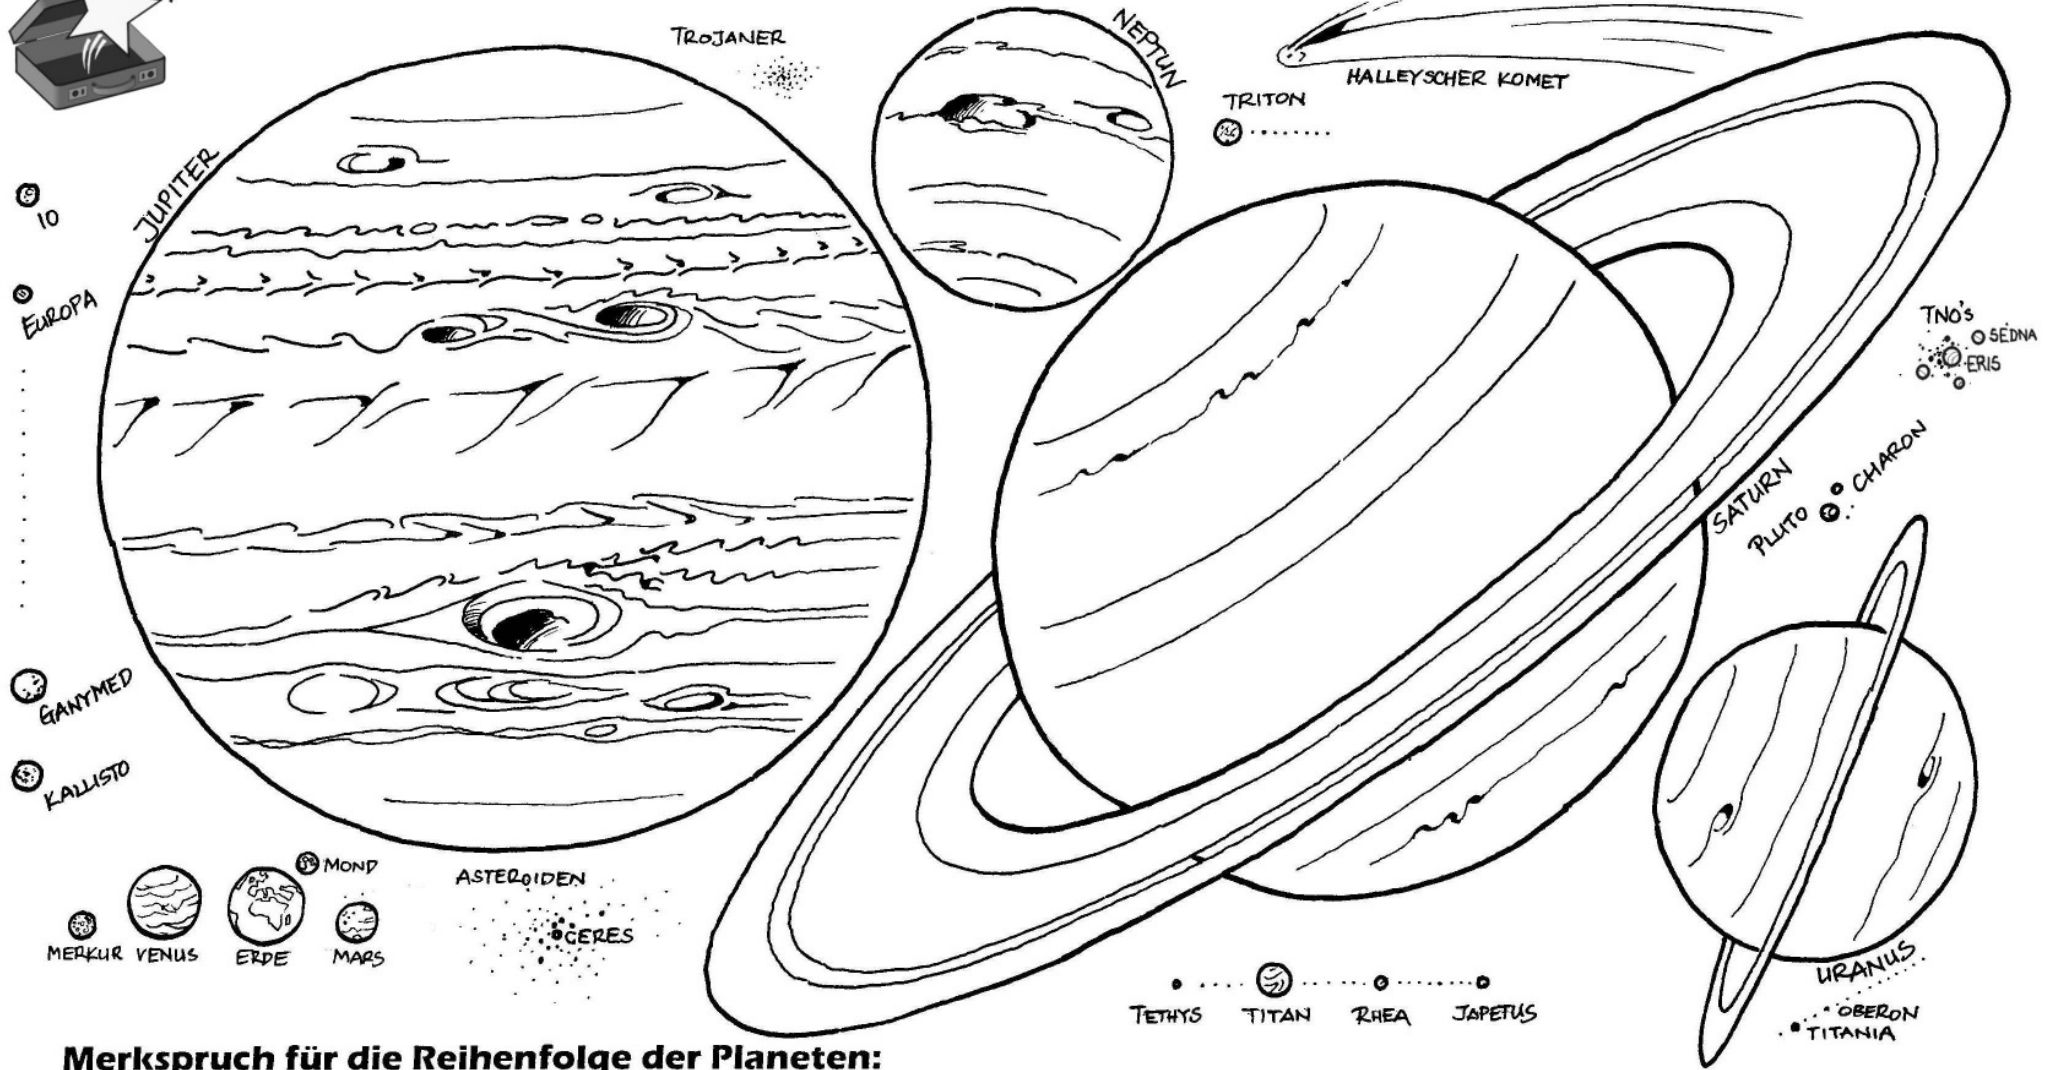 TROJANER
NEPTUN
HALLEYSCHER KOMET
TRITON
JUPITER
IO
EUROPA
TNO's
SEDNA
ERIS
CHARON
PLUTO
SATURN
GANYMED
KALLISTO
MOND
MERKUR VENUS ERDE MARS
ASTEROIDEN
CERES
TETHYS TITAN RHEA JAPETUS
URANUS
OBERON
TITANIA
Merkspruch für die Reihenfolge der Planeten: